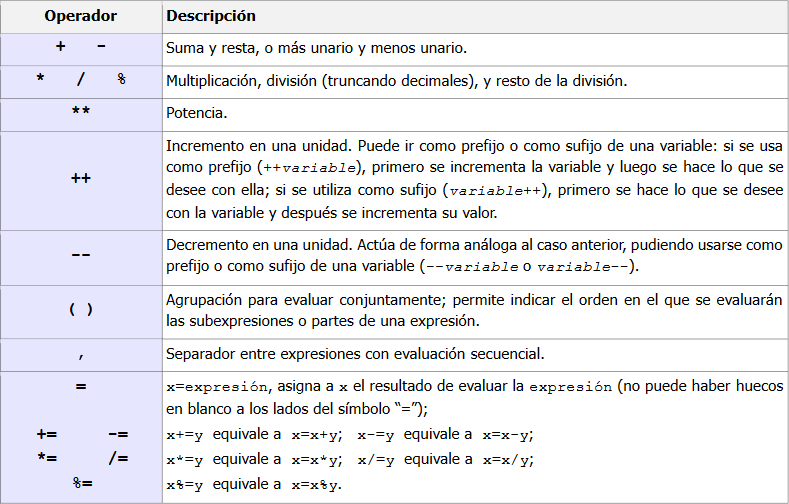 Operador Descripción
+ - Suma y resta, o más unario y menos unario.
* / % Multiplicación, división (truncando decimales), y resto de la división.
** Potencia.
Incremento en una unidad. Puede ir como prefijo o como sufijo de una variable: si se usa
como prefijo (++variable), primero se incrementa la variable y luego se hace lo que se
++ desee con ella; si se utiliza como sufijo (variable++), primero se hace lo que se desee
con la variable y después se incrementa su valor.
-- Decremento en una unidad. Actúa de forma análoga al caso anterior, pudiendo usarse como
prefijo o como sufijo de una variable (--variable o variable--).
( ) Agrupación para evaluar conjuntamente; permite indicar el orden en el que se evaluarán
las subexpresiones o partes de una expresión.
, Separador entre expresiones con evaluación secuencial.
= x=expresión, asigna a x el resultado de evaluar la expresión (no puede haber huecos
en blanco a los lados del símbolo “=”);
+= -= x+=y equivale a x=x+y; x-=y equivale a x=x-y;
*= /= x*=y equivale a x=x*y; x/=y equivale a x=x/y;
%= x%=y equivale a x=x%y.